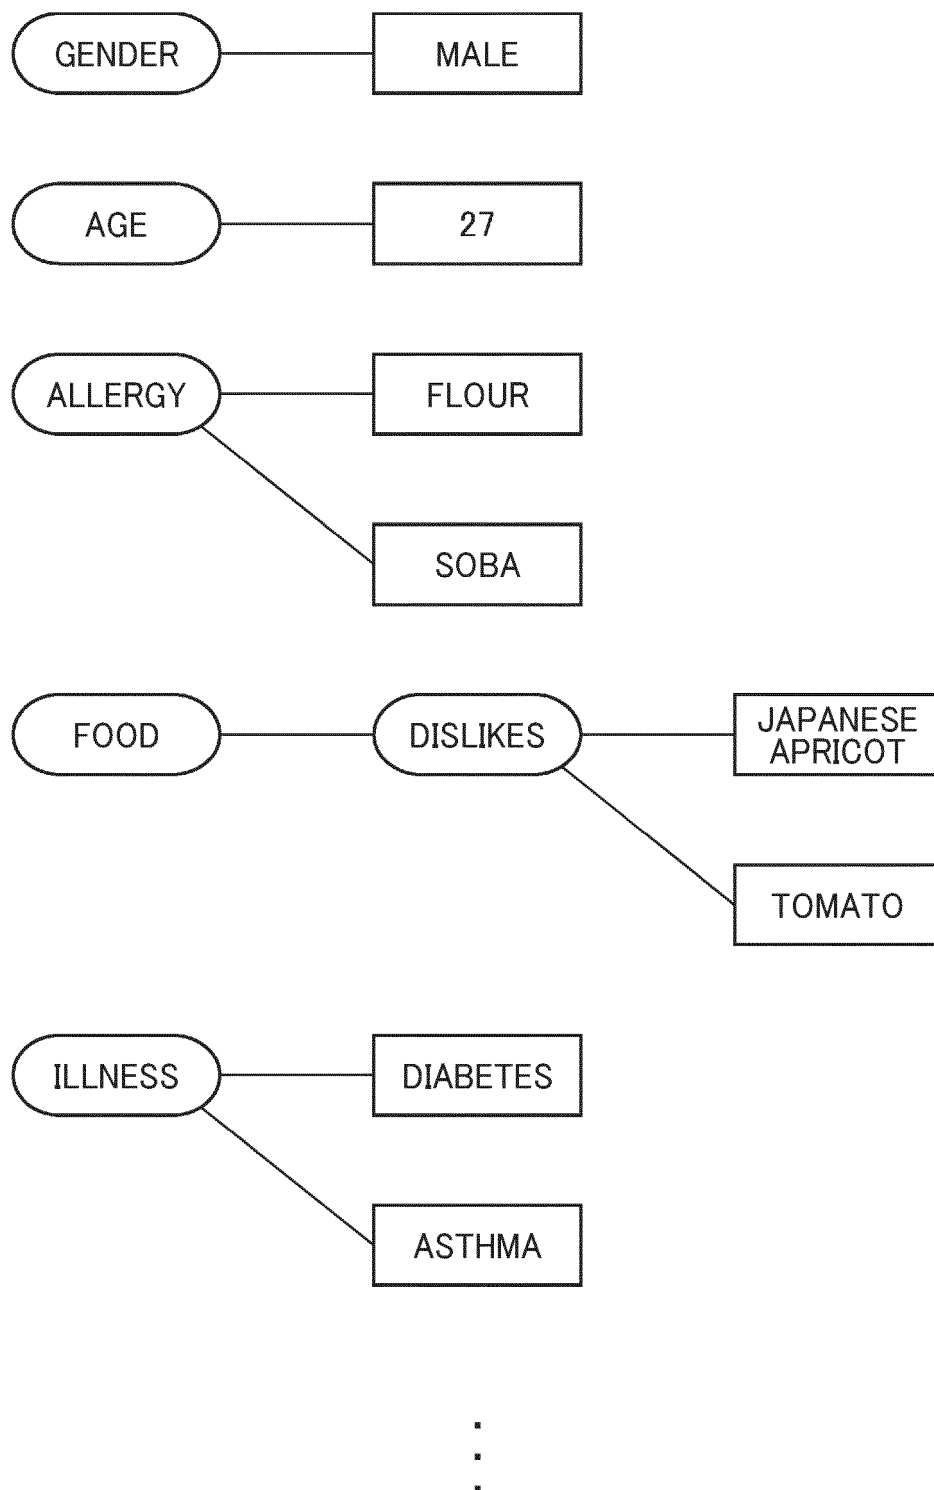 GENDER
MALE
AGE
27
ALLERGY
FLOUR
SOBA
FOOD
DISLIKES
JAPANESE
APRICOT
TOMATO
ILLNESS
DIABETES
ASTHMA